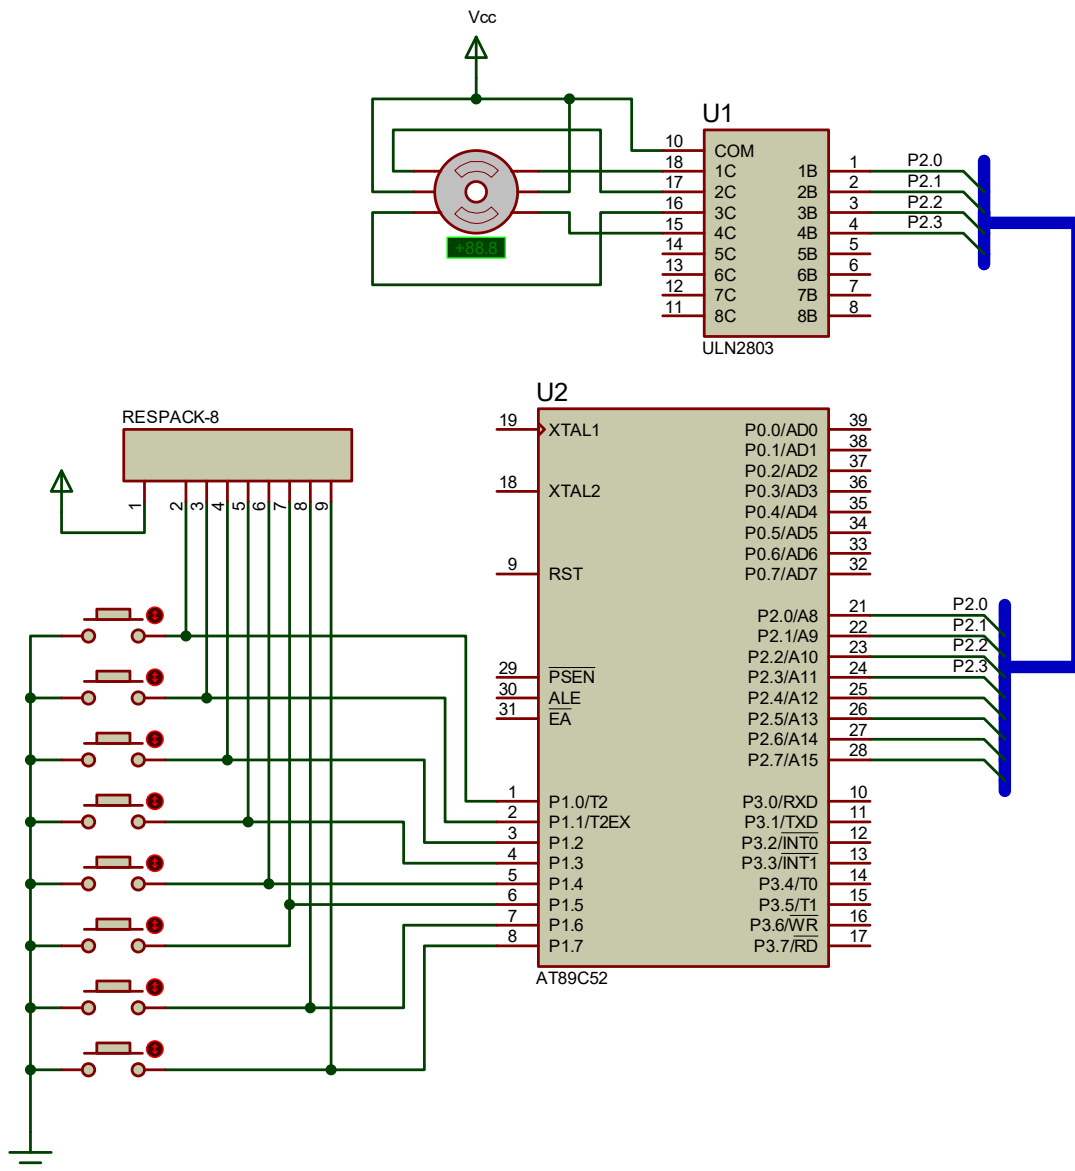 Vcc
U1
10 COM
18 1C 1B 1 P2.0
17 2C 2B 2 P2.1
16 3C 3B 3 P2.2
15 4C 4B 4 P2.3
14 5C 5B 5
13 6C 6B 6
12 7C 7B 7
11 8C 8B 8
+88.8
ULN2803
RESPACK-8
1 2 3 4 5 6 7 8 9
U2
19 XTAL1 P0.0/AD0 39
P0.1/AD1 38
P0.2/AD2 37
18 XTAL2 P0.3/AD3 36
P0.4/AD4 35
P0.5/AD5 34
P0.6/AD6 33
9 RST P0.7/AD7 32
P2.0/A8 21 P2.0
P2.1/A9 22 P2.1
P2.2/A10 23 P2.2
29 PSEN P2.3/A11 24 P2.3
30 ALE P2.4/A12 25
31 EA P2.5/A13 26
P2.6/A14 27
P2.7/A15 28
1 P1.0/T2 P3.0/RXD 10
2 P1.1/T2EX P3.1/TXD 11
3 P1.2 P3.2/INT0 12
4 P1.3 P3.3/INT1 13
5 P1.4 P3.4/T0 14
6 P1.5 P3.5/T1 15
7 P1.6 P3.6/WR 16
8 P1.7 P3.7/RD 17
AT89C52